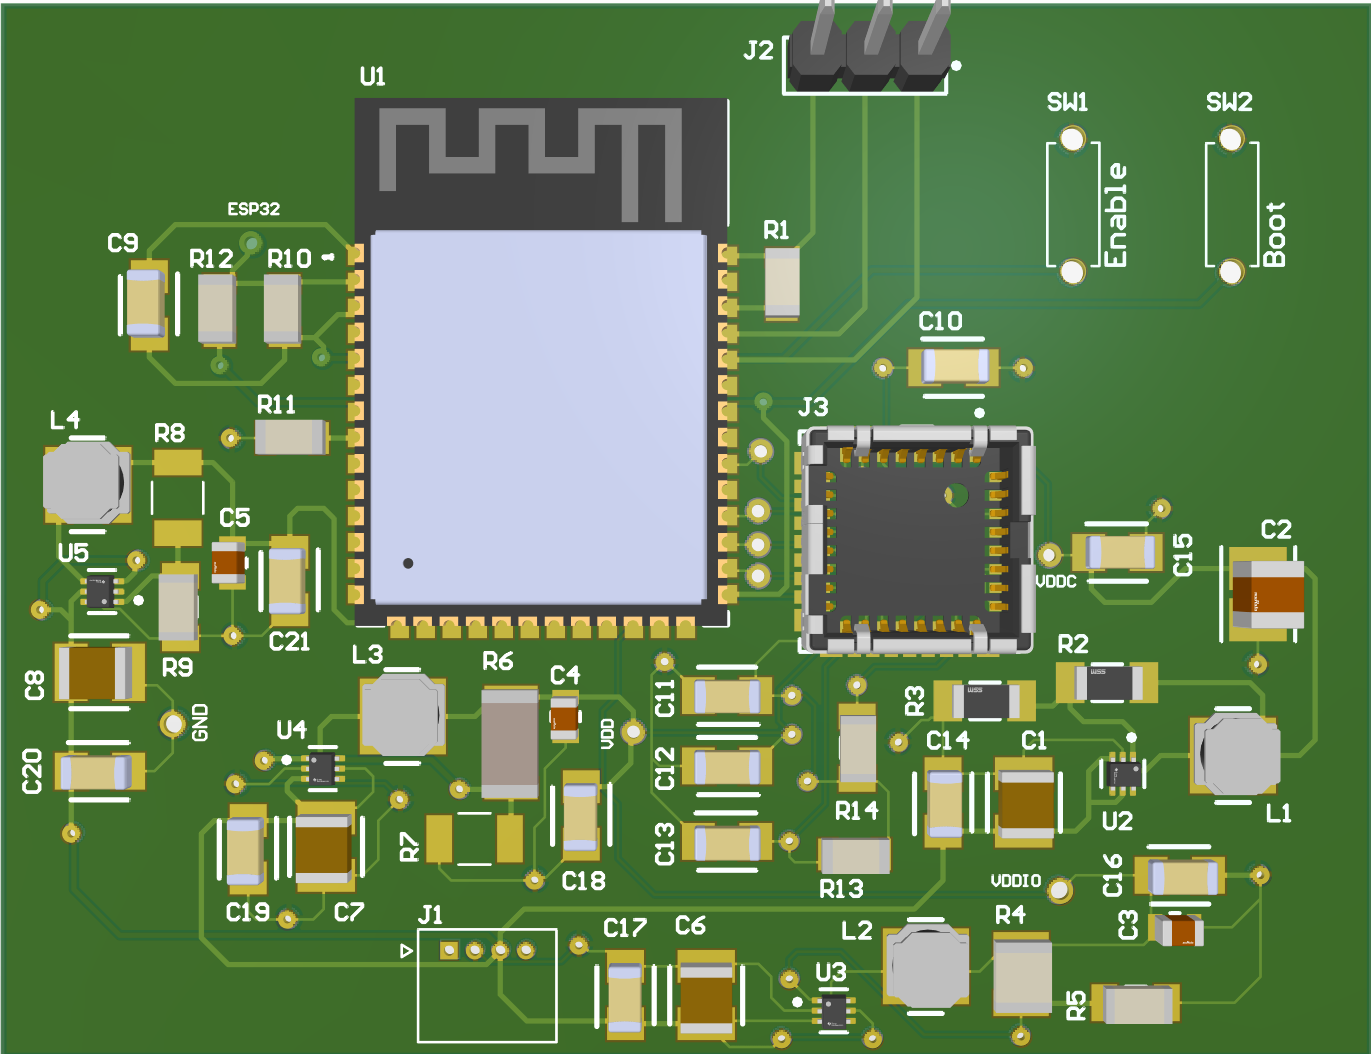 J2
U1
SW1
SW2
Enable
Boot
ESP32
C9
R12
R10
1
R1
C10
R11
J3
L4
R8
C5
U5
C2
C15
VDDC
C21
R9
L3
R6
C4
R2
C8
C11
R3
GND
U4
VDD
C14
C1
C20
C12
R14
U2
L1
R7
C13
C18
R13
VDDIO
C16
C19
C7
J1
C17
C6
L2
R4
C3
U3
R5